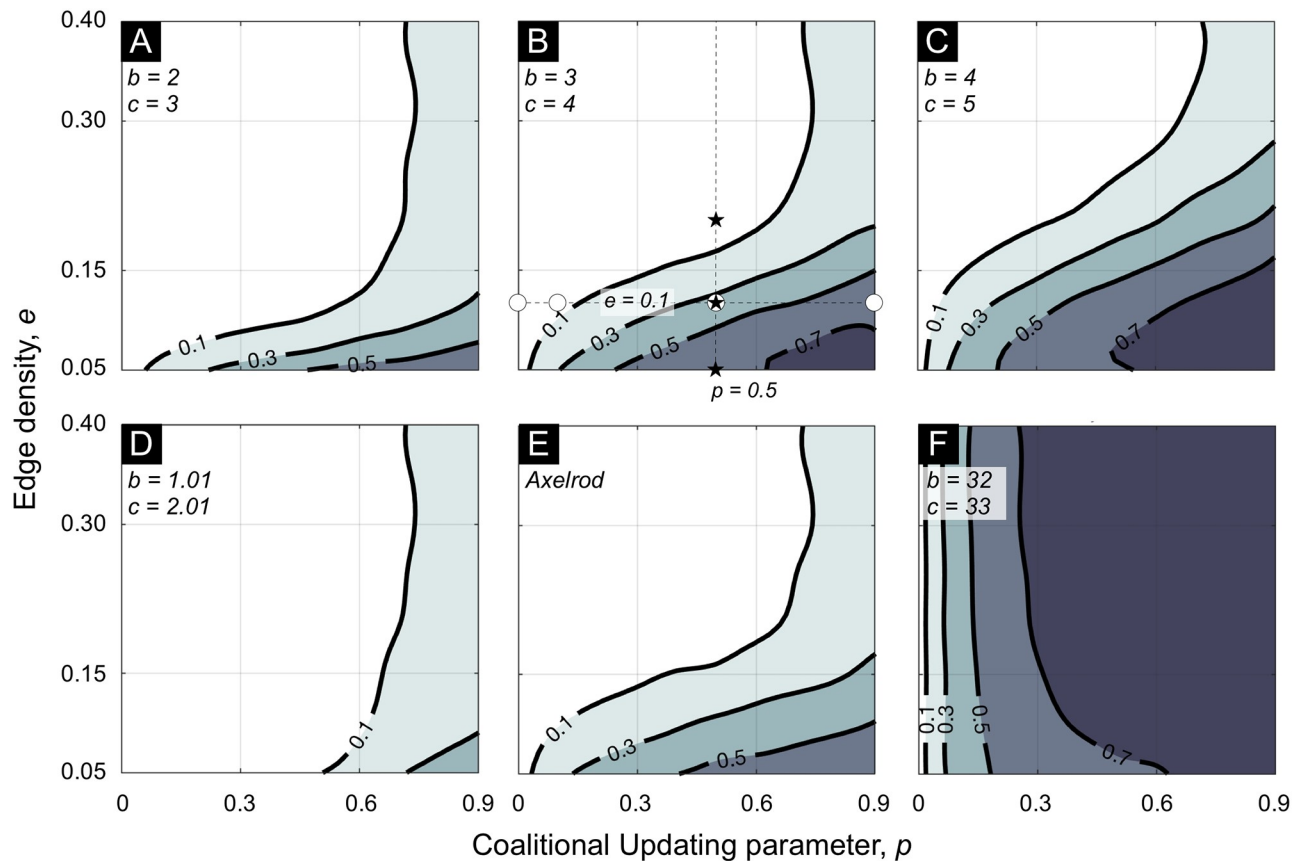 0.40
0.30
0.15
0.05
A
b = 2
c = 3
0.1
0.3
0.5
B
b = 3
c = 4
e = 0.1
0.1
0.3
0.5
0.7
p = 0.5
C
b = 4
c = 5
0.1
0.3
0.5
0.7
Edge density, e
0.40
0.30
0.15
0.05
D
b = 1.01
c = 2.01
0.1
E
Axelrod
0.1
0.3
0.5
F
b = 32
c = 33
0.1
0.3
0.5
0.7
0 0.3 0.6 0.9
0 0.3 0.6 0.9
0 0.3 0.6 0.9
Coalitional Updating parameter, p